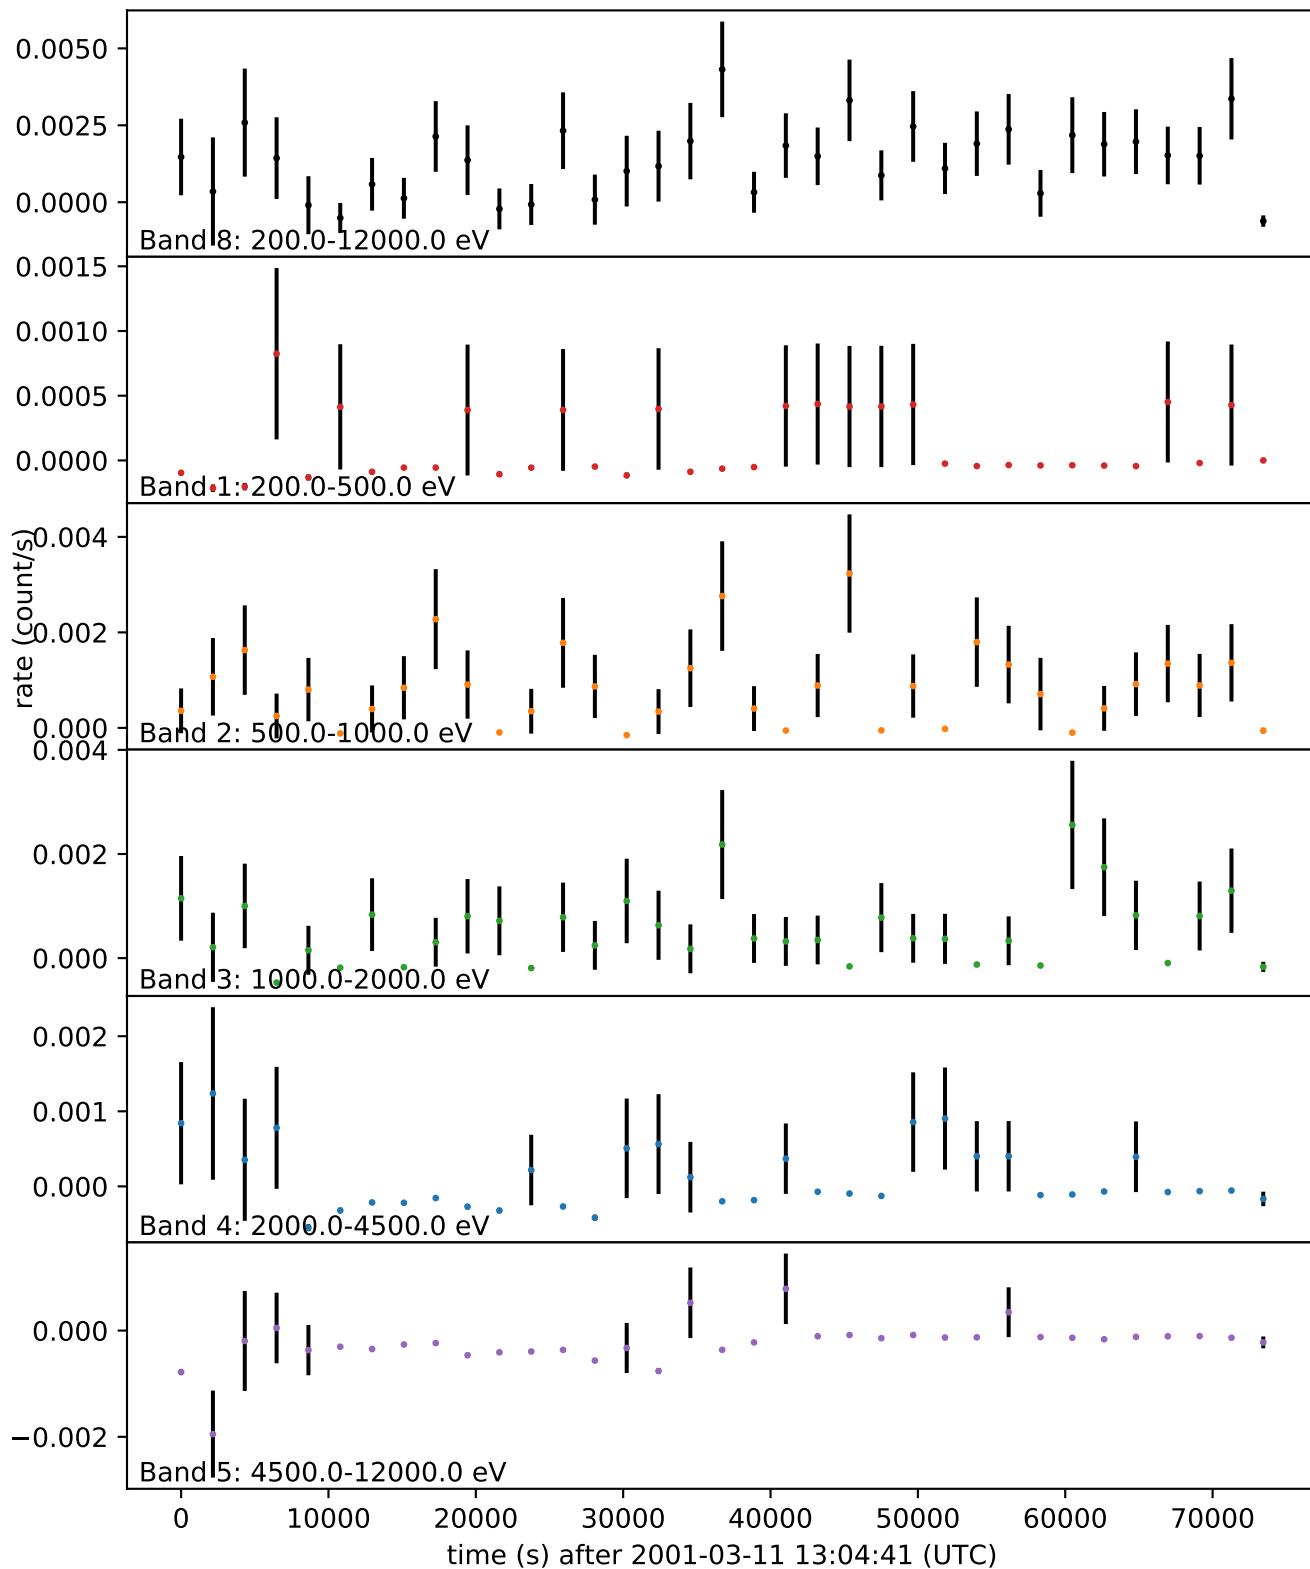 0.0050
0.0025
0.0000
Band 8: 200.0-12000.0 eV
0.0015
0.0010
0.0005
0.0000
Band 1: 200.0-500.0 eV
rate (count/s)
0.004
0.002
0.000
Band 2: 500.0-1000.0 eV
0.004
0.002
0.000
Band 3: 1000.0-2000.0 eV
0.002
0.001
0.000
Band 4: 2000.0-4500.0 eV
0.000
−0.002
Band 5: 4500.0-12000.0 eV
0 10000 20000 30000 40000 50000 60000 70000
time (s) after 2001-03-11 13:04:41 (UTC)